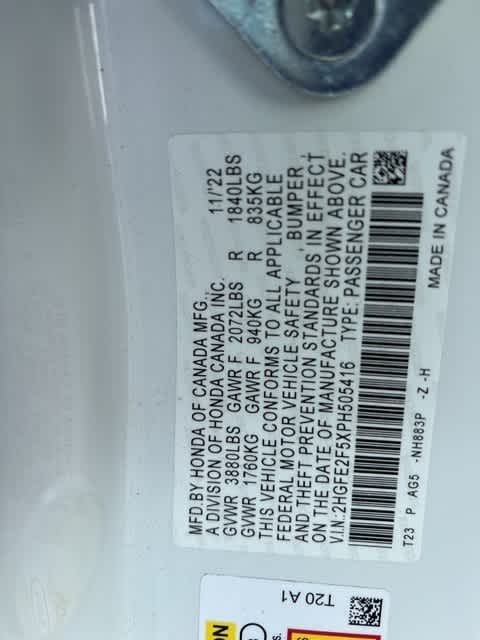 MFD.BY HONDA OF CANADA MFG., 11/'22
A DIVISION OF HONDA CANADA INC.
GVWR 3880LBS GAWR F 2072LBS R 1840LBS
GVWR 1760KG GAWR F 940KG R 835KG
THIS VEHICLE CONFORMS TO ALL APPLICABLE
FEDERAL MOTOR VEHICLE SAFETY , BUMPER ,
AND THEFT PREVENTION STANDARDS IN EFFECT
ON THE DATE OF MANUFACTURE SHOWN ABOVE.
V.I.N.:2HGFE2F5XPH505416 TYPE: PASSENGER CAR
T23 P AG5 -NH883P -Z -H
MADE IN CANADA
T20 A1